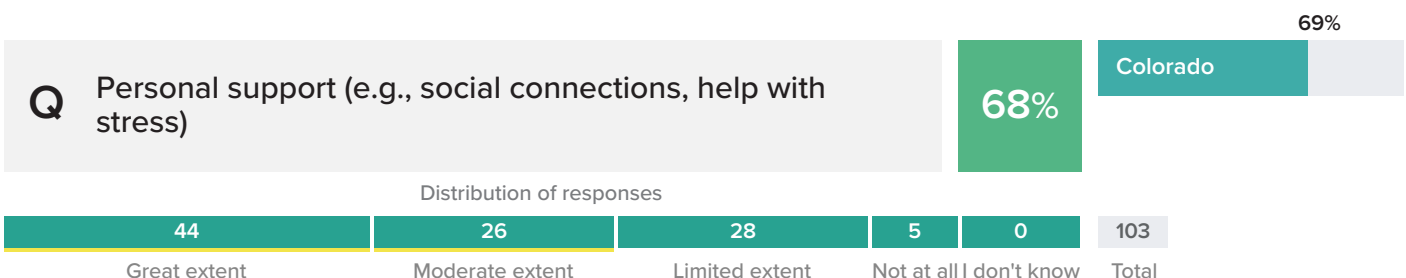 69%
Q Personal support (e.g., social connections, help with
stress)
68%
Colorado
Distribution of responses
44 26 28 5 0 103
Great extent Moderate extent Limited extent Not at all I don't know Total